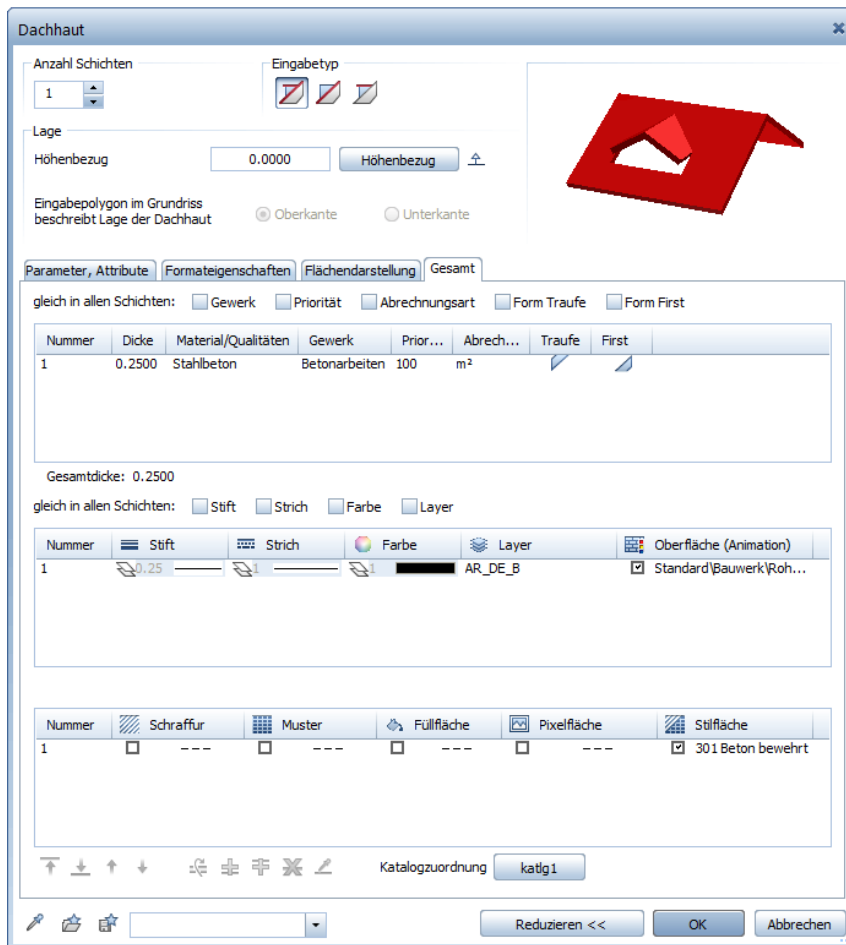 Dachhaut
Anzahl Schichten
Eingabetyp
1
Lage
Höhenbezug 0.0000 Höhenbezug
Eingabepolygon im Grundriss
beschreibt Lage der Dachhaut
Oberkante Unterkante
Parameter, Attribute Formateigenschaften Flächendarstellung Gesamt
gleich in allen Schichten: Gewerk Priorität Abrechnungsart Form Traufe Form First
Nummer Dicke Material/Qualitäten Gewerk Prior... Abrech... Traufe First
1 0.2500 Stahlbeton Betonarbeiten 100 m²
Gesamtdicke: 0.2500
gleich in allen Schichten: Stift Strich Farbe Layer
Nummer Stift Strich Farbe Layer Oberfläche (Animation)
1 0.25 1 1 AR_DE_B Standard\Bauwerk\Roh...
Nummer Schraffur Muster Füllfläche Pixelfläche Stilfläche
1 --- --- --- --- 301 Beton bewehrt
Katalogzuordnung katlg1
Reduzieren << OK Abbrechen